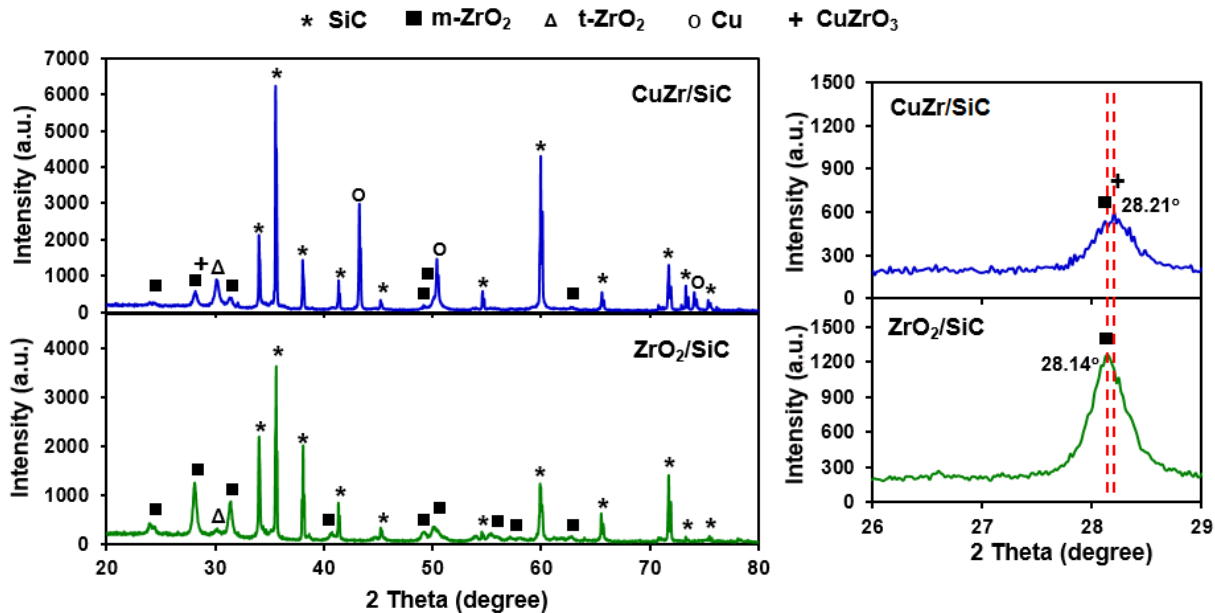 * SiC ■ m-ZrO₂ Δ t-ZrO₂ o Cu + CuZrO₃
Intensity (a.u.)
7000
6000
5000
4000
3000
2000
1000
0
CuZr/SiC
* * * * * * * * * * * *
■ ■ + Δ ■ ■ ■ ■
o o o
Intensity (a.u.)
4000
3000
2000
1000
0
ZrO₂/SiC
* * * * * * * * * * *
■ ■ Δ ■ ■ ■ ■ ■ ■ ■
20 30 40 50 60 70 80
2 Theta (degree)
Intensity (a.u.)
1500
1200
900
600
300
0
CuZr/SiC
+
■
28.21°
Intensity (a.u.)
1500
1200
900
600
300
0
ZrO₂/SiC
■
28.14°
26 27 28 29
2 Theta (degree)